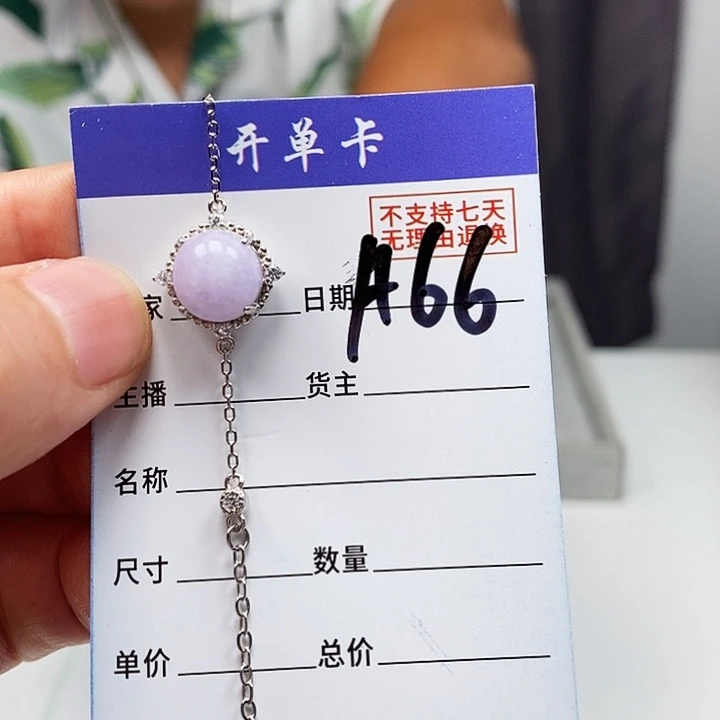 开单卡
不支持七天
无理由退换
家 日期 A66
主播 货主
名称
尺寸 数量
单价 总价